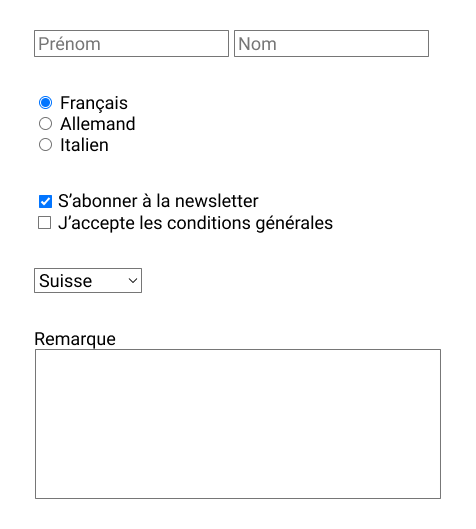 Prénom Nom
Français
Allemand
Italien
S’abonner à la newsletter
J’accepte les conditions générales
Suisse
Remarque